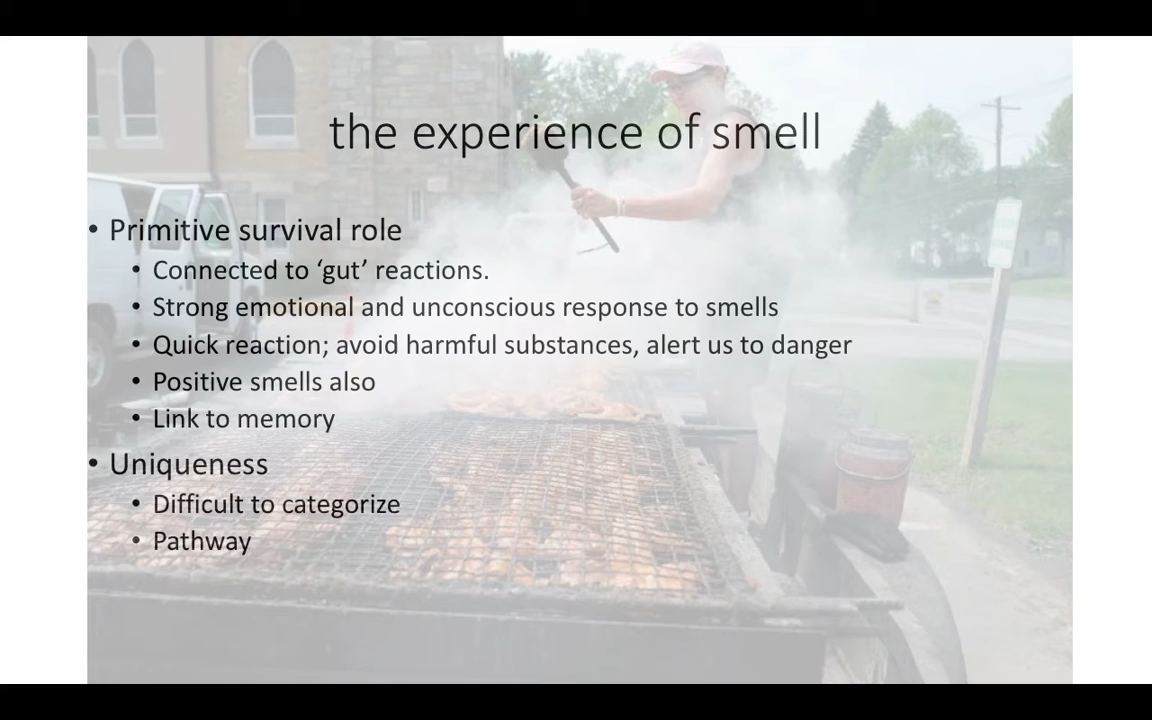 the experience of smell
• Primitive survival role
• Connected to ‘gut’ reactions.
• Strong emotional and unconscious response to smells
• Quick reaction; avoid harmful substances, alert us to danger
• Positive smells also
• Link to memory
• Uniqueness
• Difficult to categorize
• Pathway